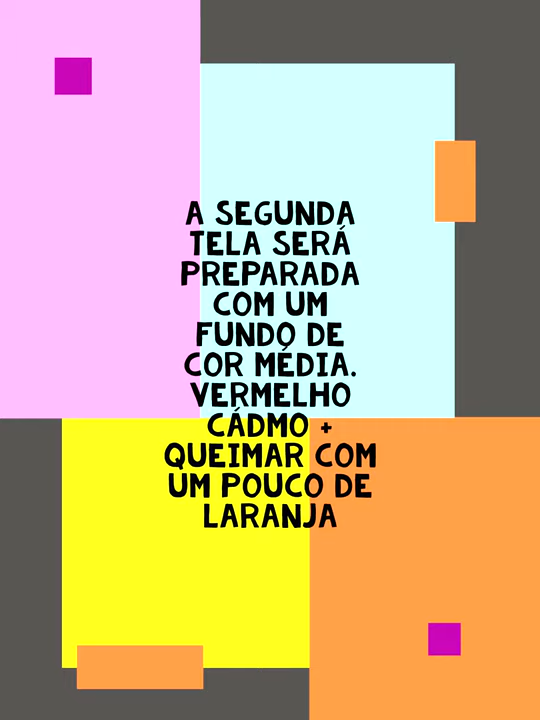 A SEGUNDA
TELA SERÁ
PREPARADA
COM UM
FUNDO DE
COR MÉDIA.
VERMELHO
CÁDMO +
QUEIMAR COM
UM POUCO DE
LARANJA